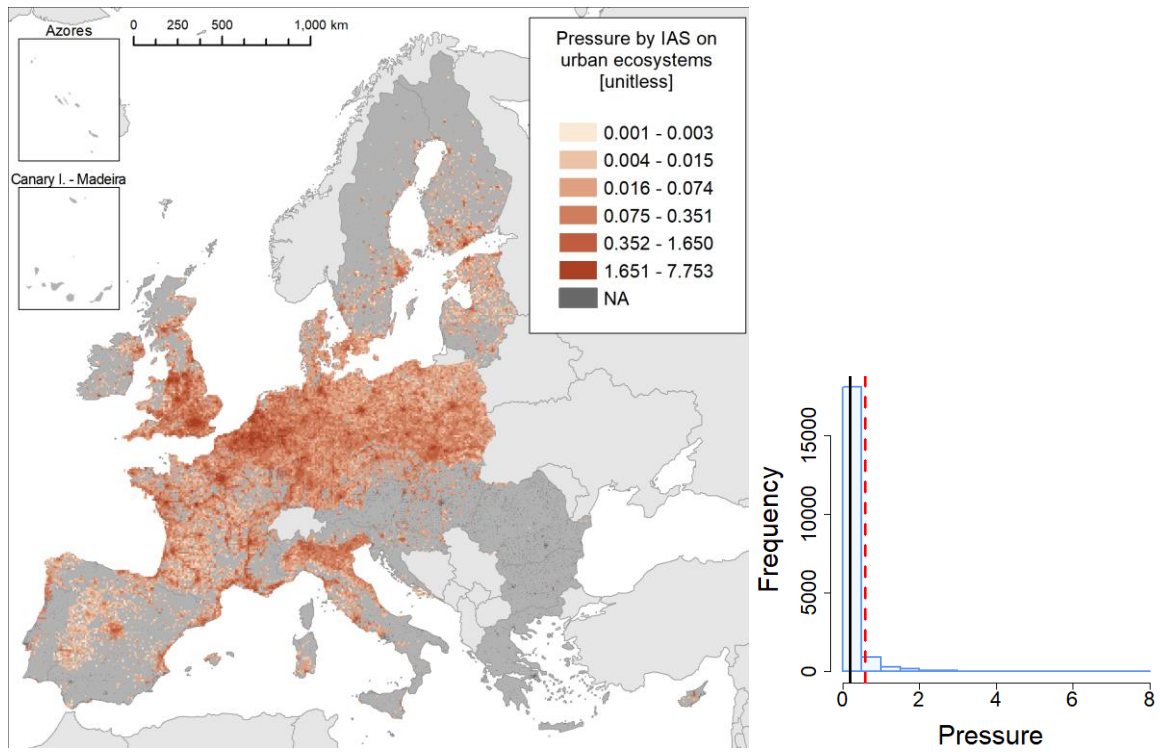 Azores
0 250 500 1,000 km
Canary I. - Madeira
Pressure by IAS on
urban ecosystems
[unitless]
0.001 - 0.003
0.004 - 0.015
0.016 - 0.074
0.075 - 0.351
0.352 - 1.650
1.651 - 7.753
NA
Frequency
15000
10000
5000
0
0 2 4 6 8
Pressure